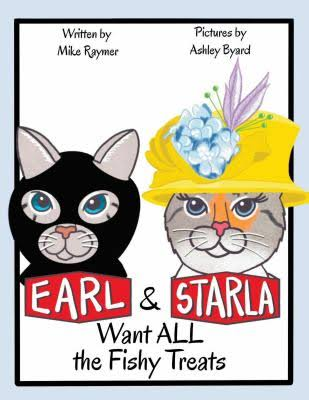 Written by
Mike Raymer
Pictures by
Ashley Byard
EARL & STARLA
Want ALL
the Fishy Treats